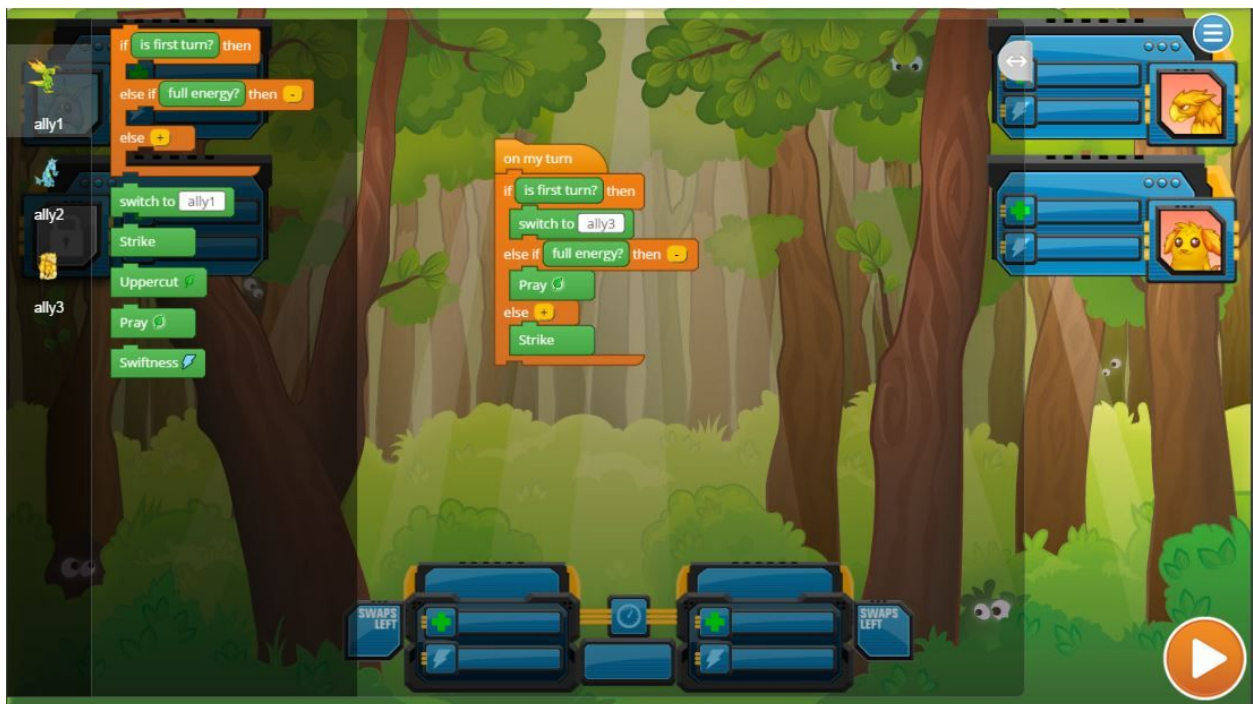 if is first turn? then
else if full energy? then -
else +
ally1
switch to ally1
ally2
Strike
Uppercut
ally3
Pray
Swiftness
on my turn
if is first turn? then
switch to ally3
else if full energy? then -
Pray
else +
Strike
SWAPS
LEFT
SWAPS
LEFT